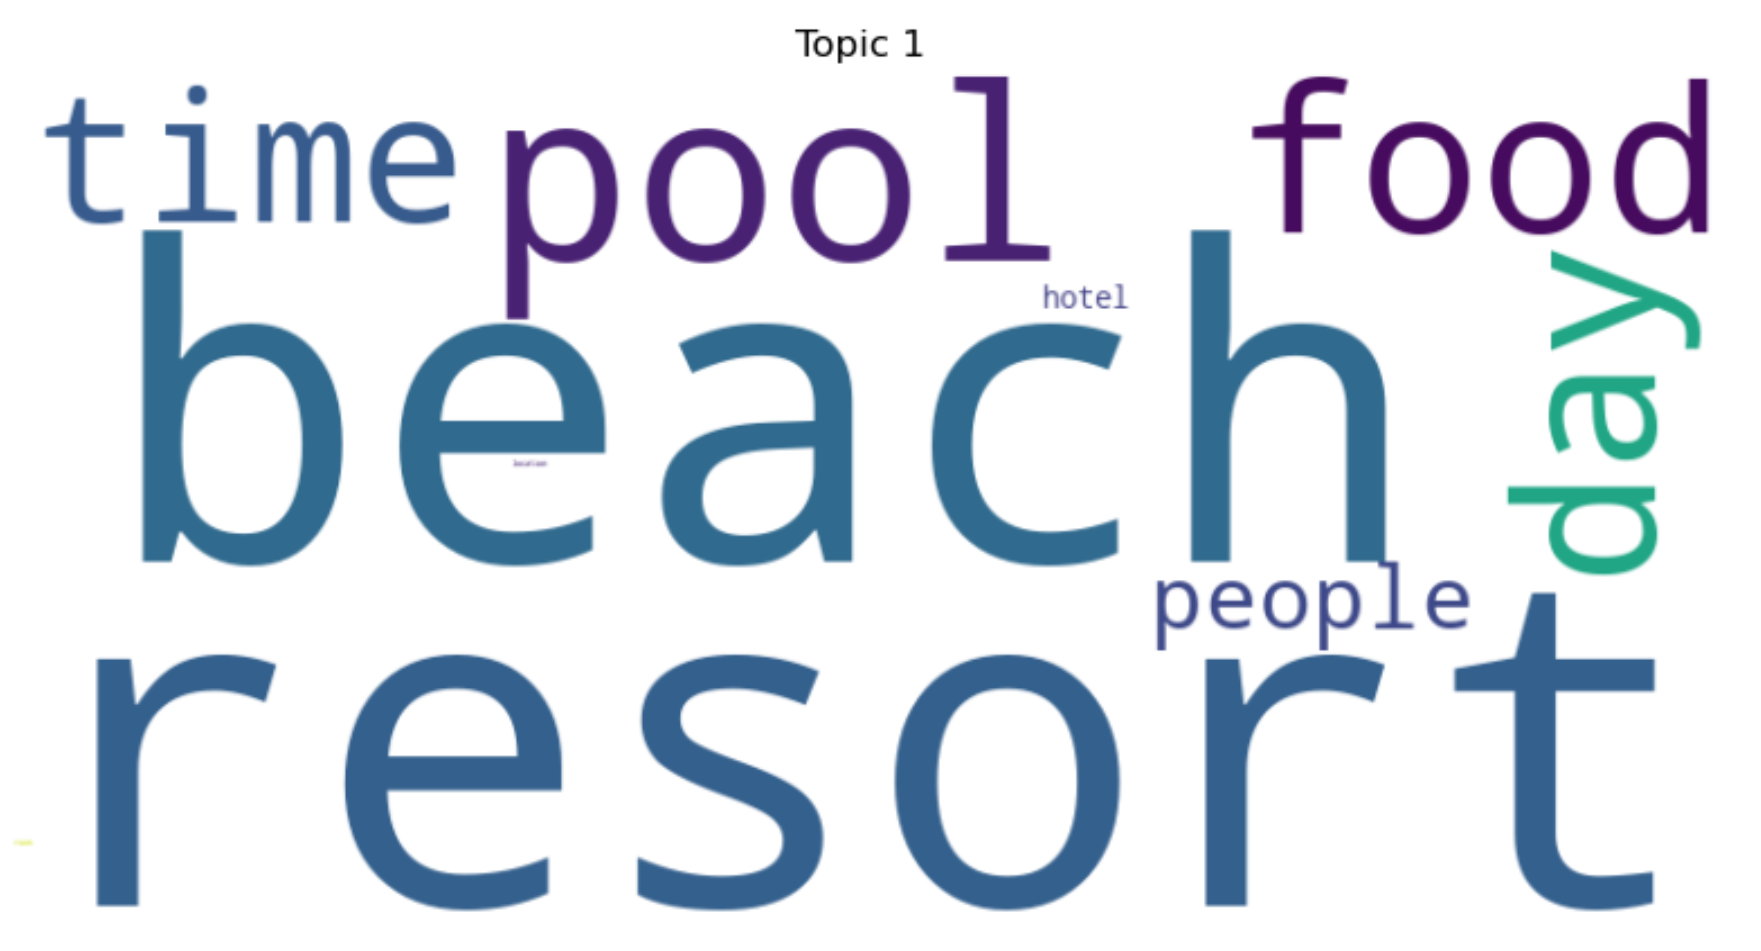 Topic 1
time
pool
food
hotel
beach
day
people
resort